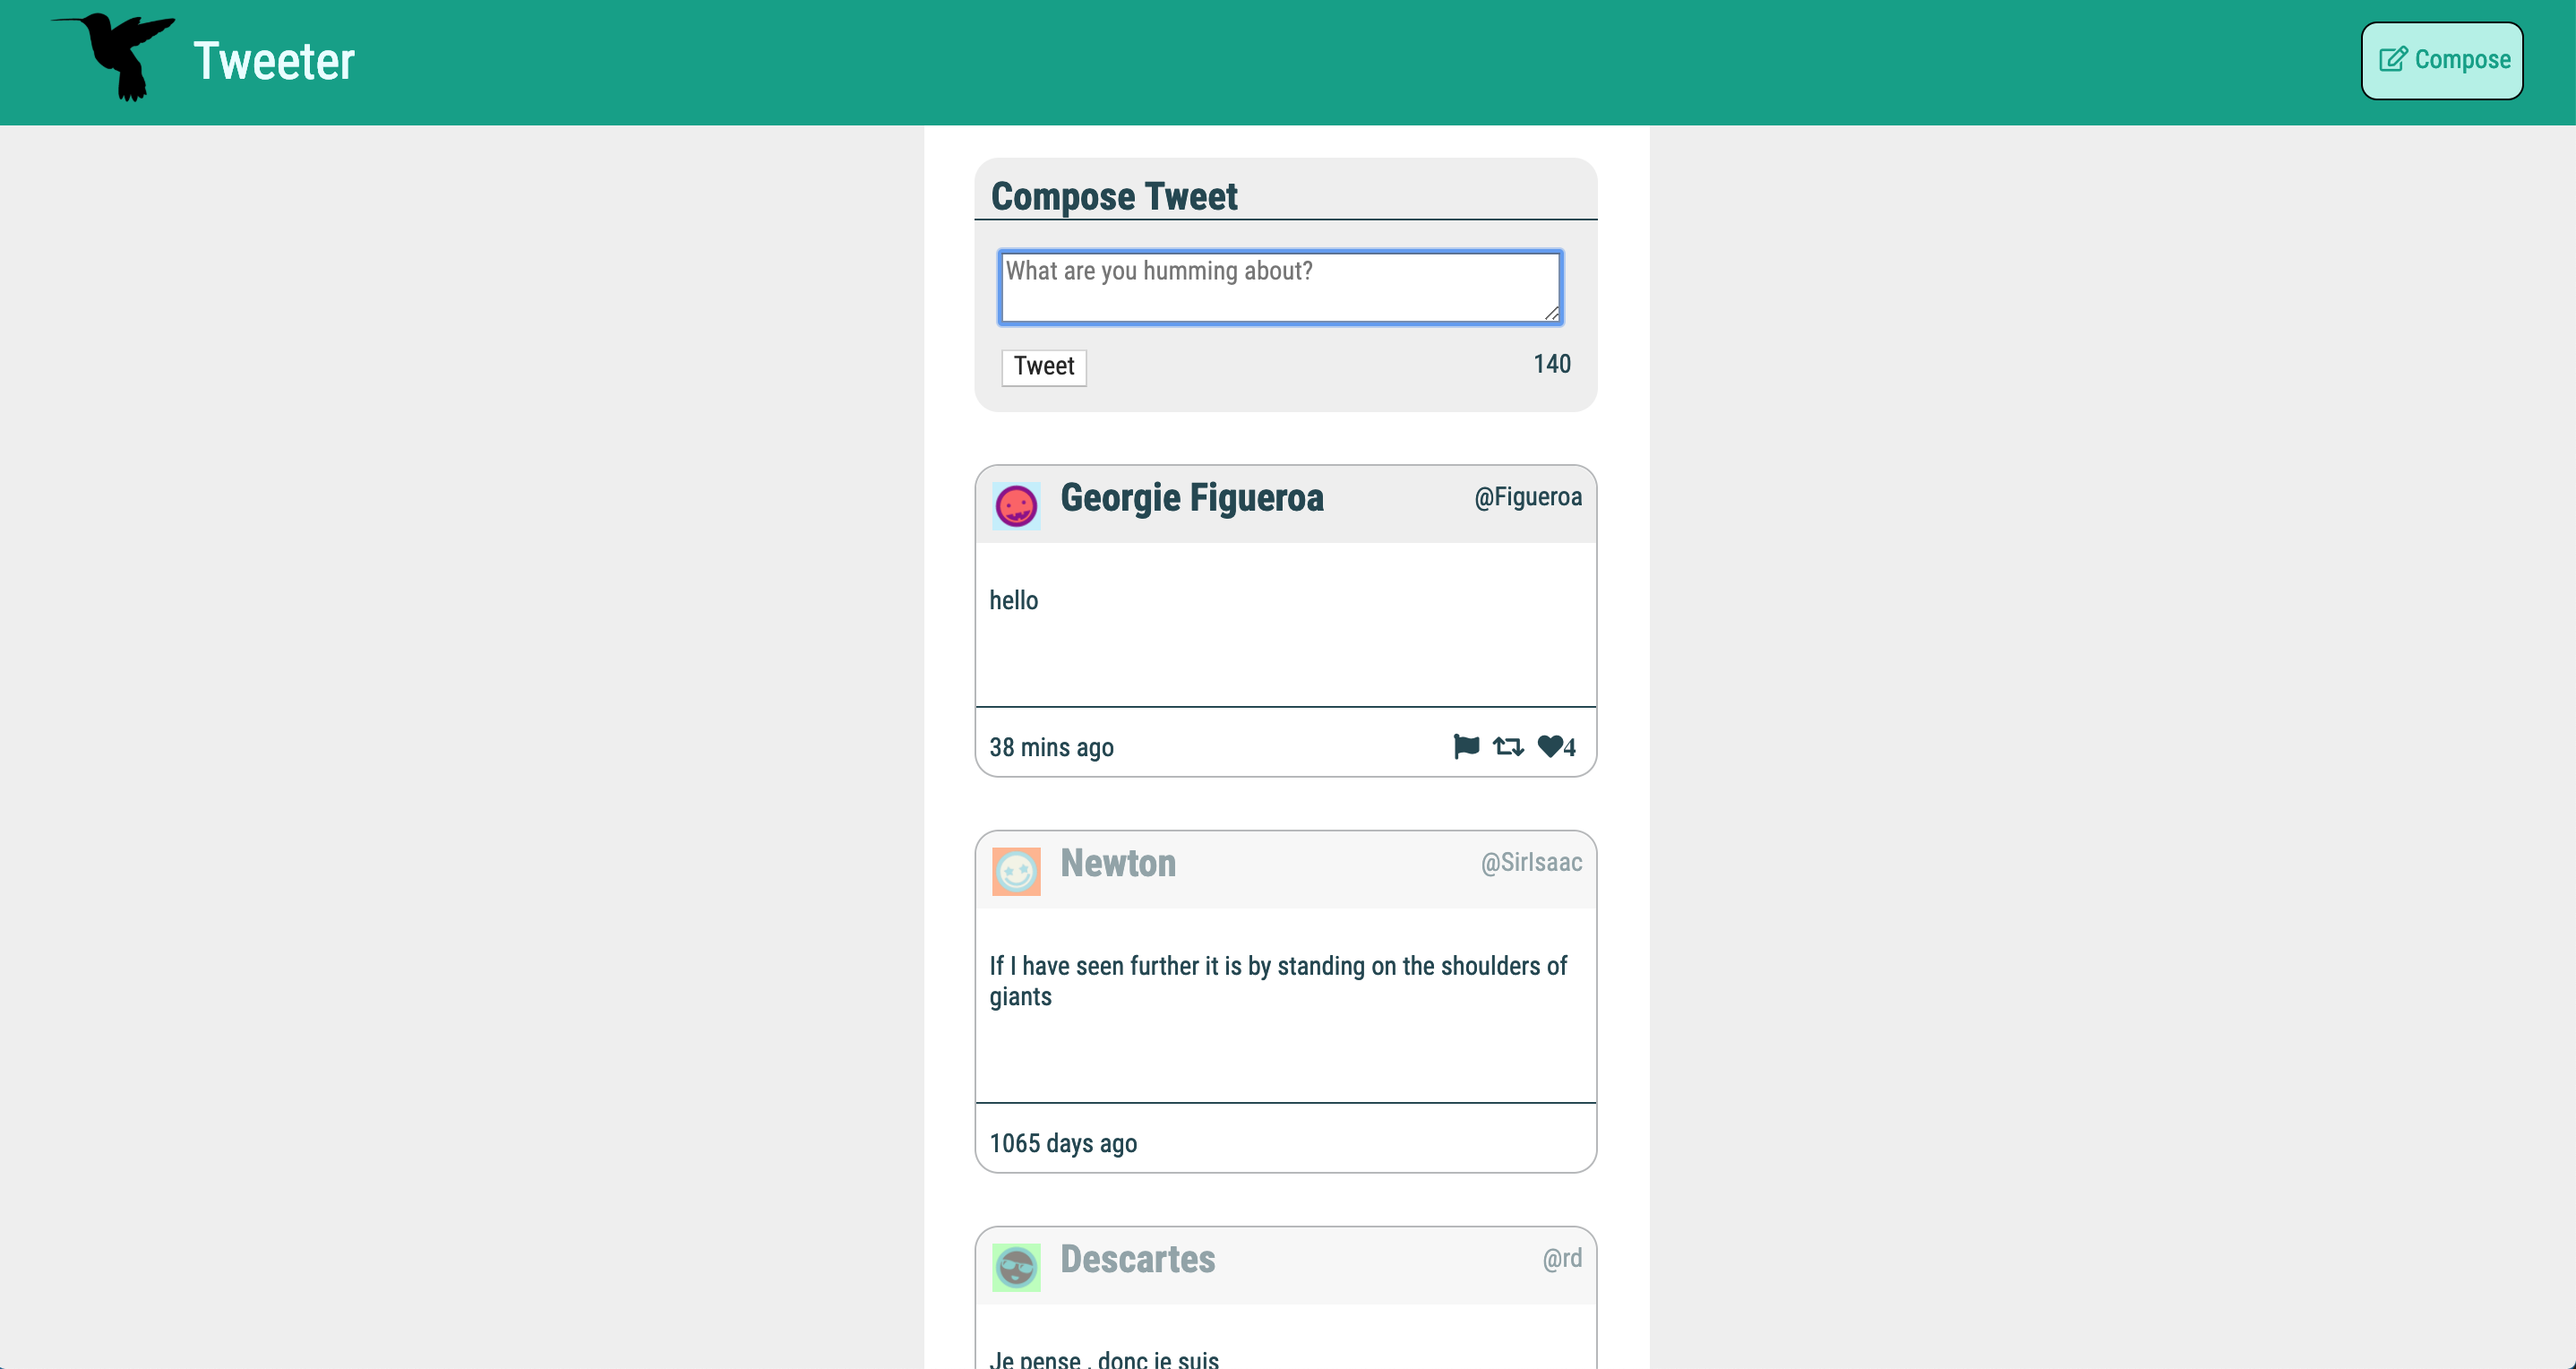 Tweeter
Compose
Compose Tweet
What are you humming about?
Tweet
140
Georgie Figueroa
@Figueroa
hello
38 mins ago
4
Newton
@SirIsaac
If I have seen further it is by standing on the shoulders of
giants
1065 days ago
Descartes
@rd
Je pense , donc je suis